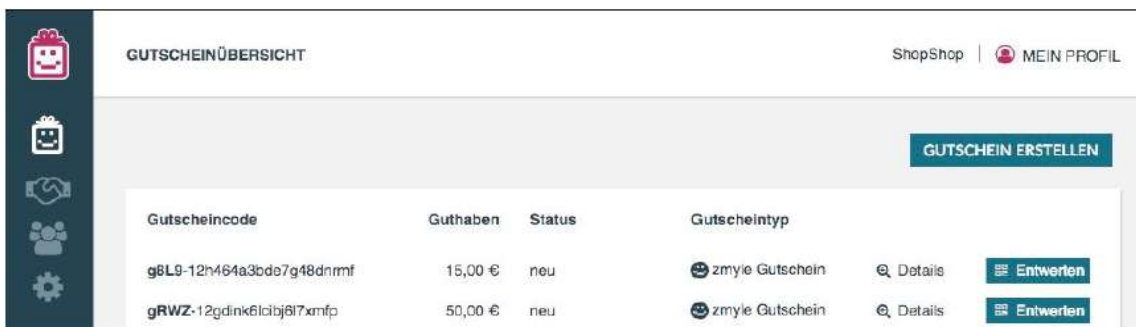 GUTSCHEINÜBERSICHT ShopShop | MEIN PROFIL
GUTSCHEIN ERSTELLEN
Gutscheincode Guthaben Status Gutscheintyp
g8L9-12h464a3bde7g48dnrmf 15,00 € neu zmyle Gutschein Details Entwerten
gRWZ-12gdink6lcibj6l7xmfp 50,00 € neu zmyle Gutschein Details Entwerten